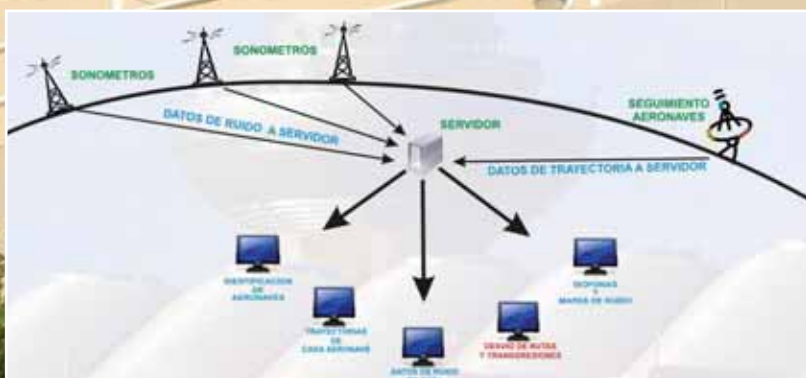 SONOMETROS
SONOMETROS
SEGUIMIENTO
AERONAVES
DATOS DE RUIDO A SERVIDOR
SERVIDOR
DATOS DE TRAYECTORIA A SERVIDOR
IDENTIFICACION
DE
AERONAVES
ISOFONAS
Y
MAPAS DE RUIDO
TRAYECTORIAS
DE
CADA AERONAVE
DESVIO DE RUTAS
Y TRANSGRESIONES
DATOS DE RUIDO